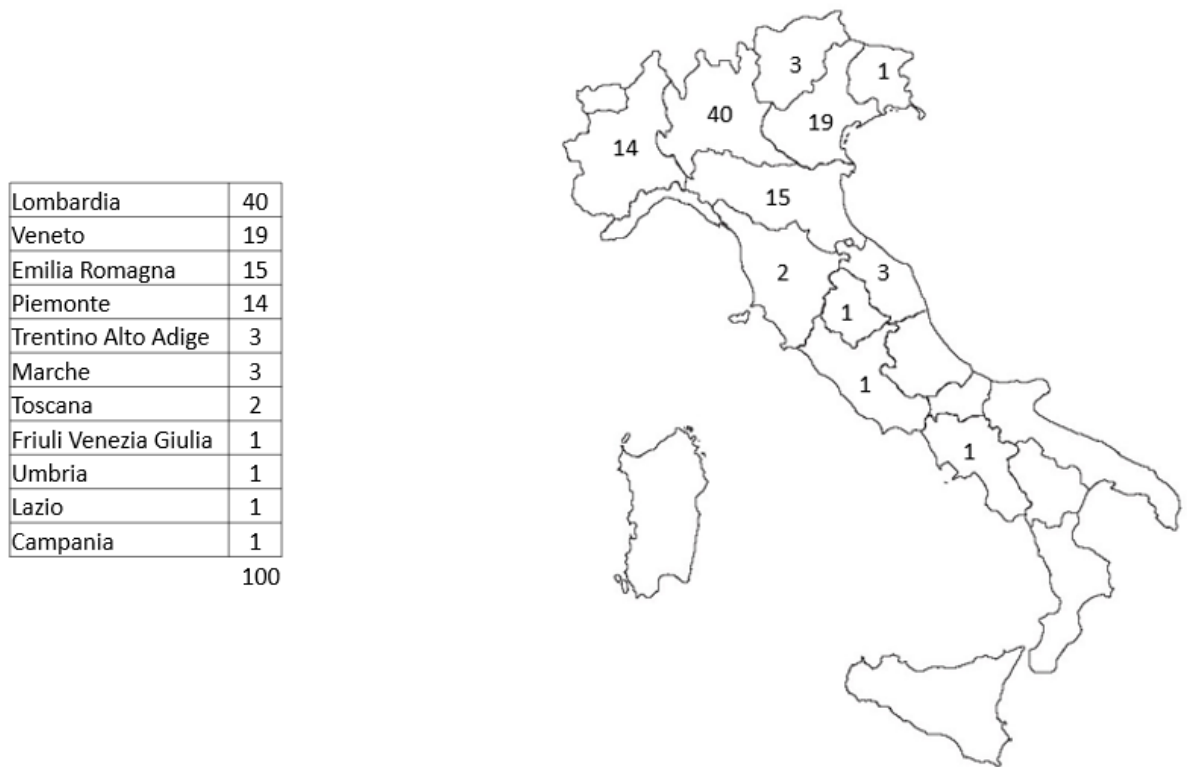 Lombardia 40
Veneto 19
Emilia Romagna 15
Piemonte 14
Trentino Alto Adige 3
Marche 3
Toscana 2
Friuli Venezia Giulia 1
Umbria 1
Lazio 1
Campania 1
100
3
1
40
19
14
15
2
3
1
1
1